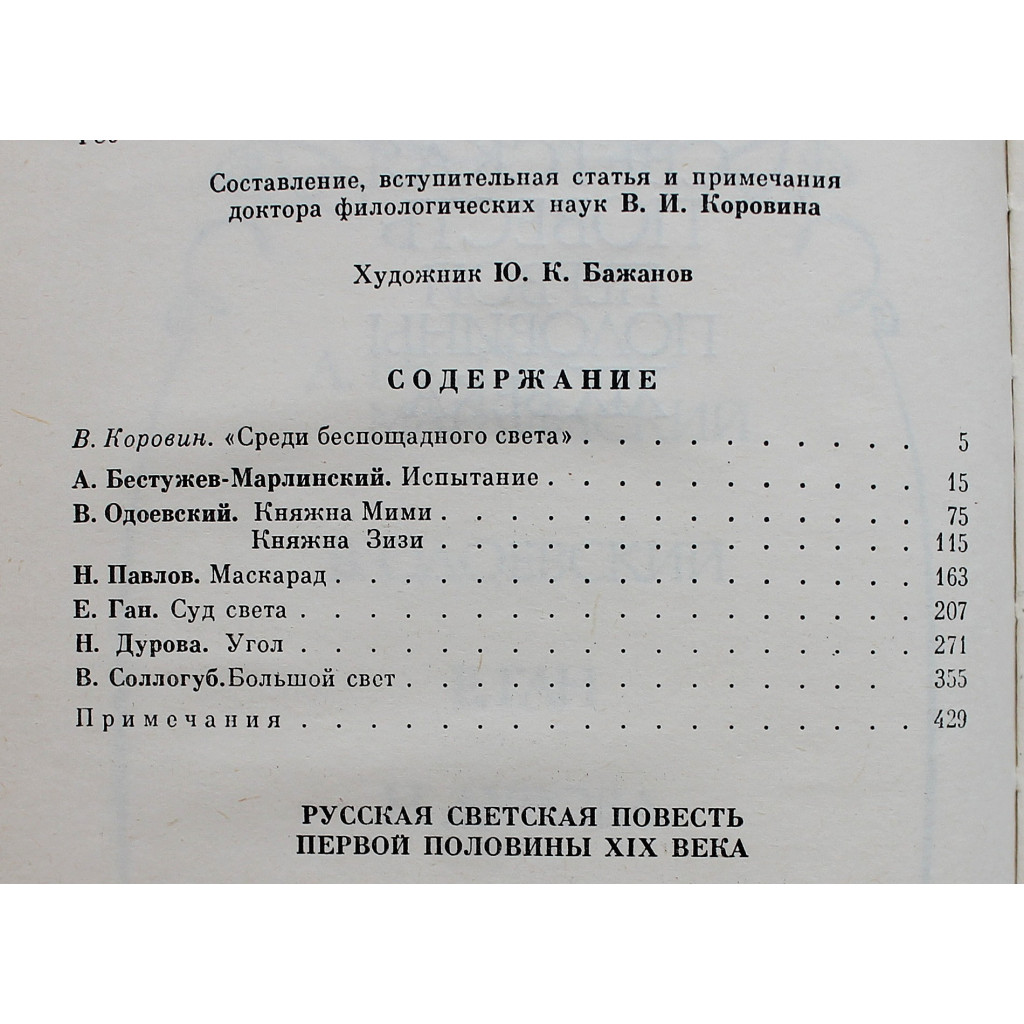 Составление, вступительная статья и примечания
доктора филологических наук В. И. Коровина
Художник Ю. К. Бажанов
СОДЕРЖАНИЕ
В. Коровин. «Среди беспощадного света» . . . . . . . . . . 5
А. Бестужев-Марлинский. Испытание . . . . . . . . . . . . 15
В. Одоевский. Княжна Мими . . . . . . . . . . . . . . . 75
Княжна Зизи . . . . . . . . . . . . . . . 115
Н. Павлов. Маскарад . . . . . . . . . . . . . . . . . 163
Е. Ган. Суд света . . . . . . . . . . . . . . . . . . 207
Н. Дурова. Угол . . . . . . . . . . . . . . . . . . 271
В. Соллогуб. Большой свет . . . . . . . . . . . . . . 355
Примечания . . . . . . . . . . . . . . . . . . 429
РУССКАЯ СВЕТСКАЯ ПОВЕСТЬ
ПЕРВОЙ ПОЛОВИНЫ XIX ВЕКА